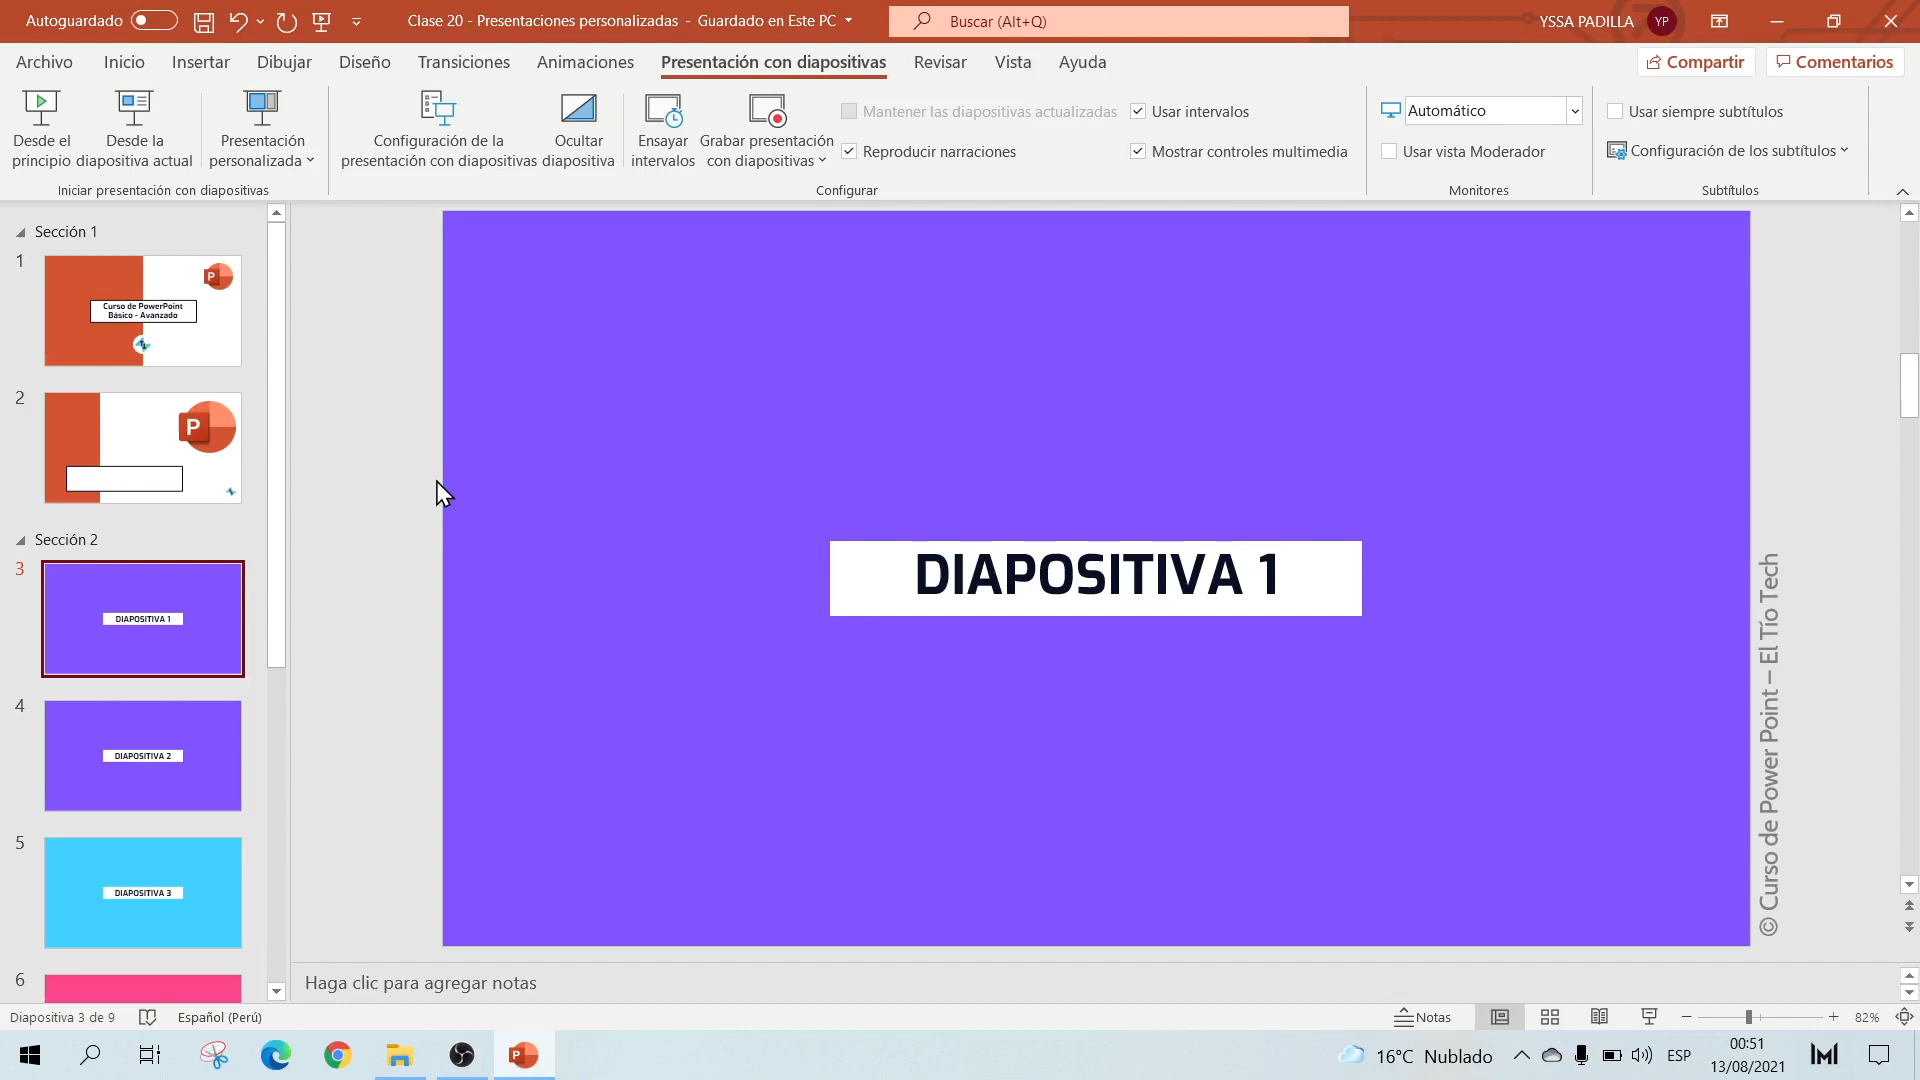 Autoguardado
Clase 20 - Presentaciones personalizadas - Guardado en Este PC
Buscar (Alt+Q)
YSSA PADILLA
YP
Archivo Inicio Insertar Dibujar Diseño Transiciones Animaciones Presentación con diapositivas Revisar Vista Ayuda
Compartir
Comentarios
Desde el principio
Desde la diapositiva actual
Presentación personalizada
Iniciar presentación con diapositivas
Configuración de la presentación con diapositivas
Ocultar diapositiva
Ensayar intervalos
Grabar presentación con diapositivas
Mantener las diapositivas actualizadas
Reproducir narraciones
Usar intervalos
Mostrar controles multimedia
Configurar
Automático
Usar vista Moderador
Monitores
Usar siempre subtítulos
Configuración de los subtítulos
Subtítulos
Sección 1
1
Curso de PowerPoint
Básico - Avanzado
P
2
P
Sección 2
3
DIAPOSITIVA 1
4
DIAPOSITIVA 2
5
DIAPOSITIVA 3
6
DIAPOSITIVA 1
© Curso de Power Point – El Tío Tech
Haga clic para agregar notas
Diapositiva 3 de 9
Español (Perú)
Notas
82%
P
16°C Nublado
ESP
00:51
13/08/2021